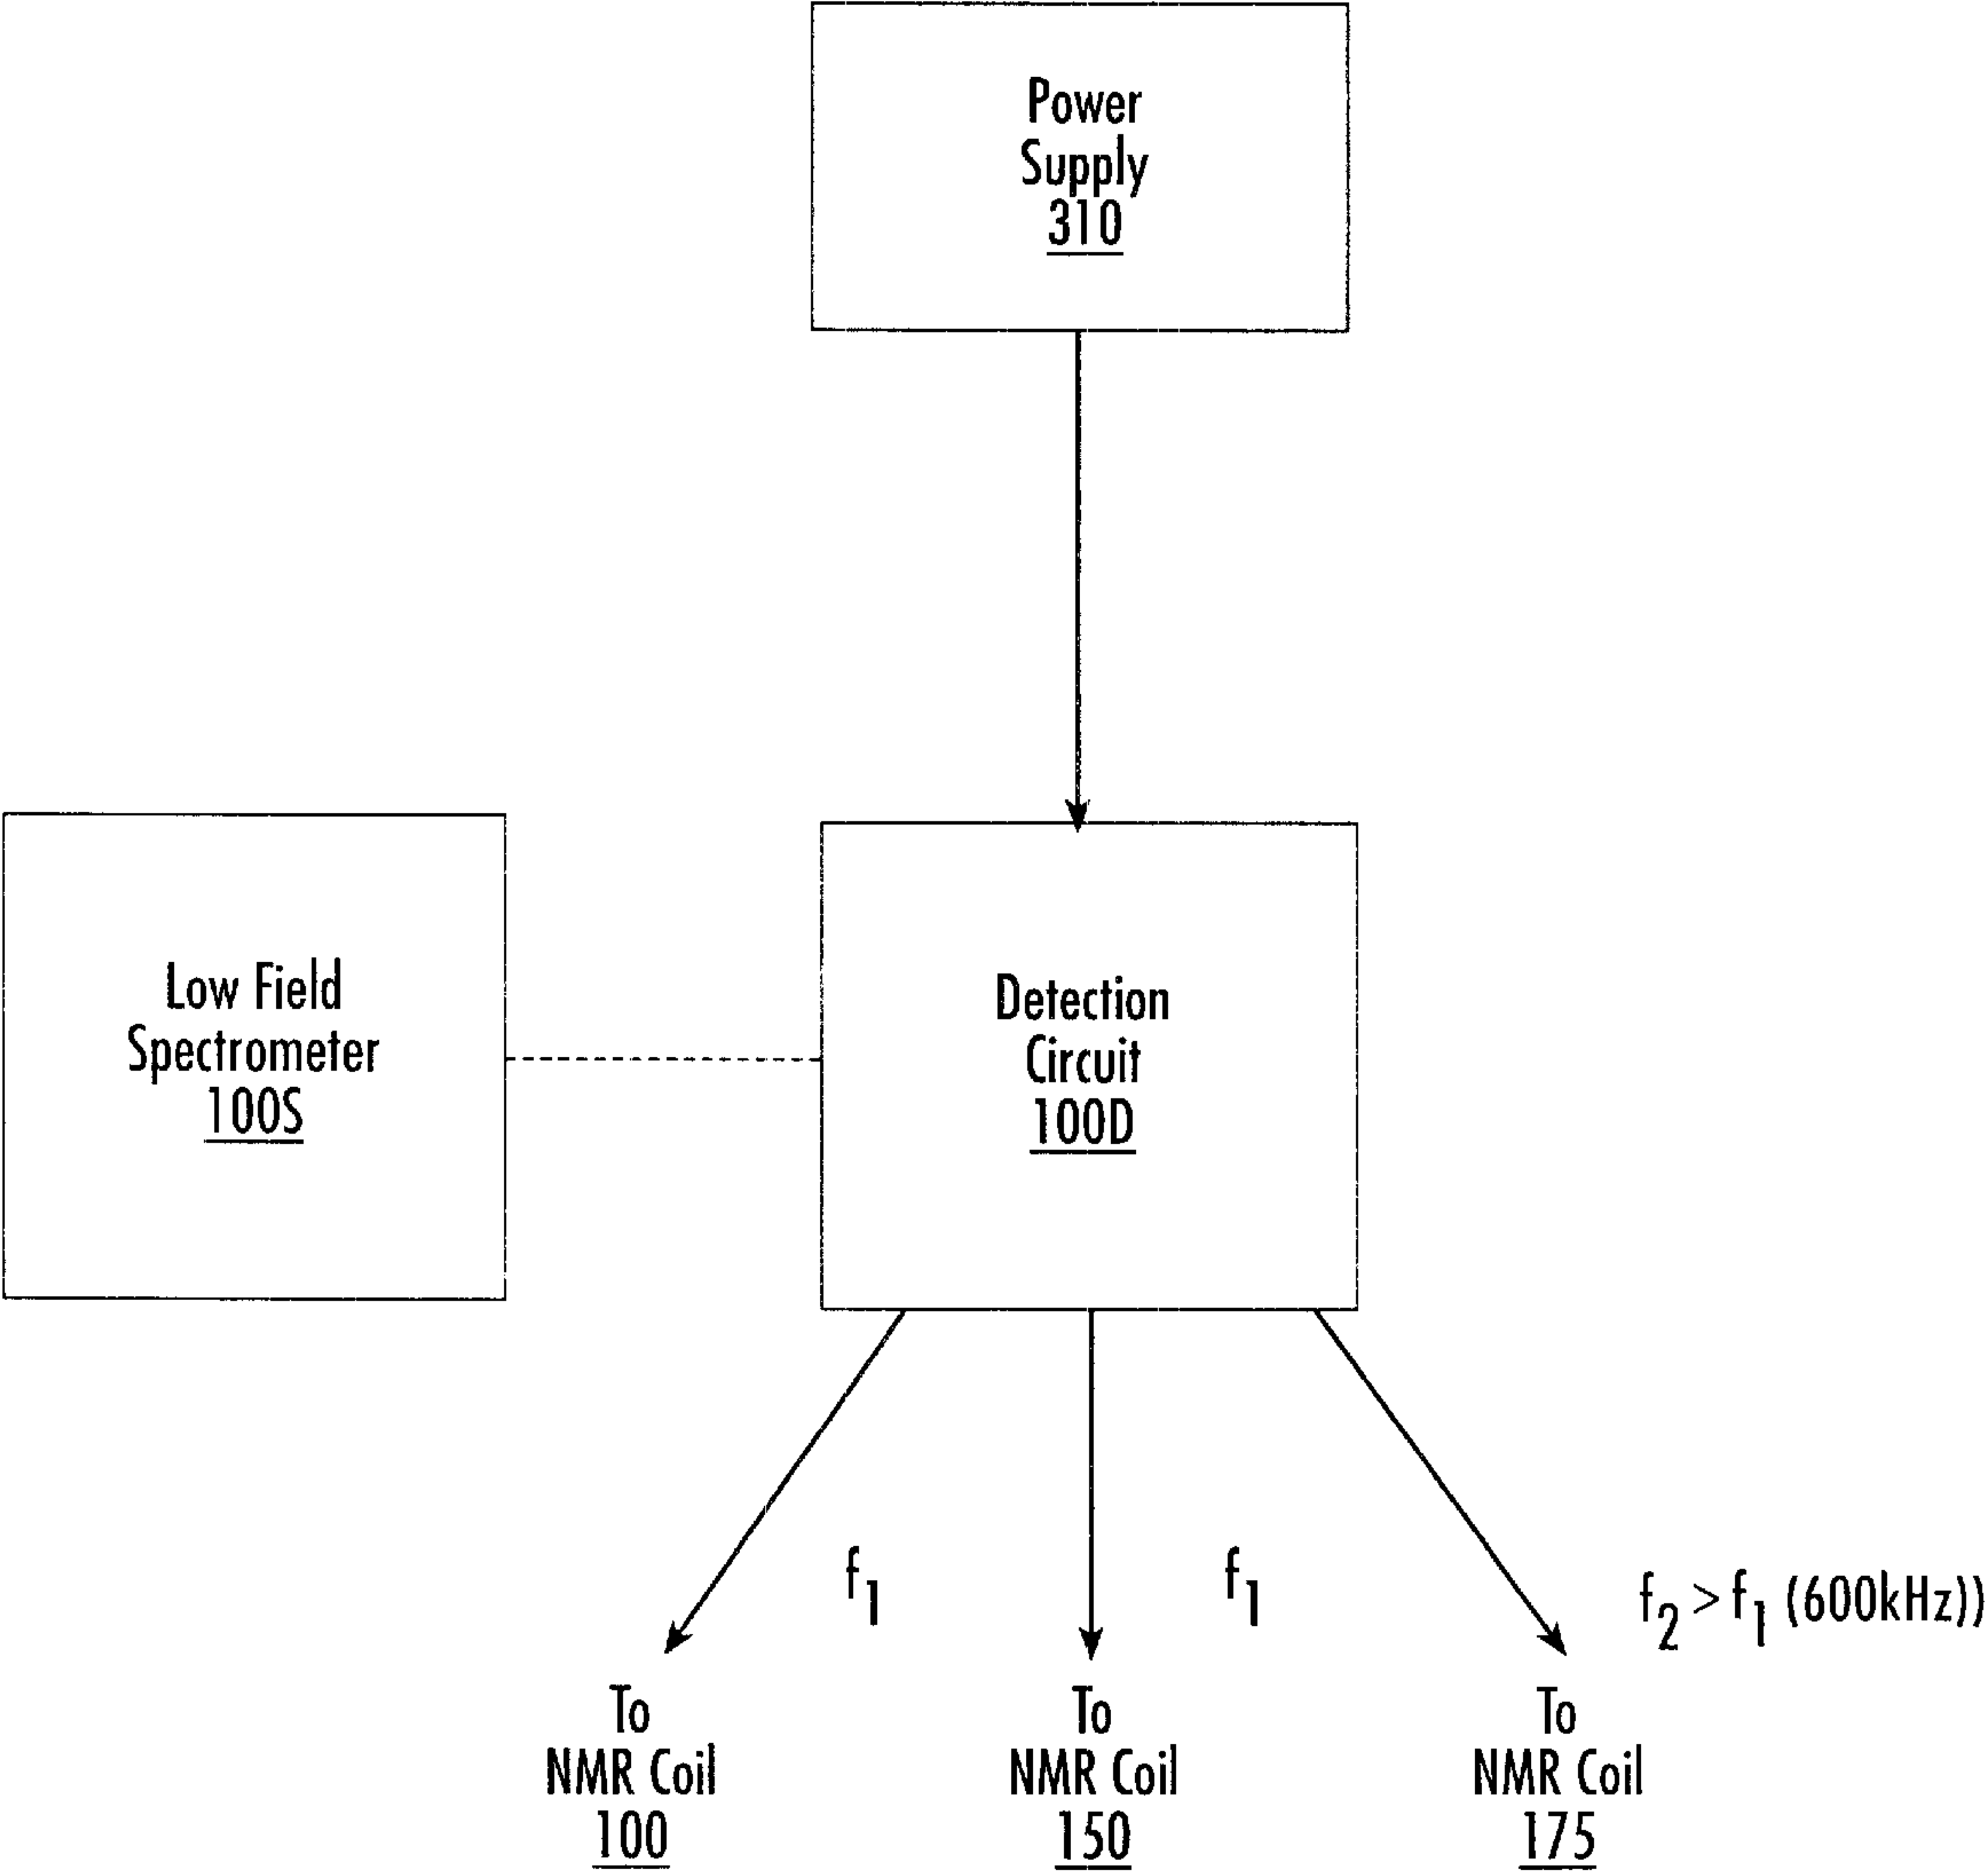 Power
Supply
310
Low Field
Spectrometer
100S
Detection
Circuit
100D
f1
f1
f2 > f1 (600kHz))
To
NMR Coil
100
To
NMR Coil
150
To
NMR Coil
175